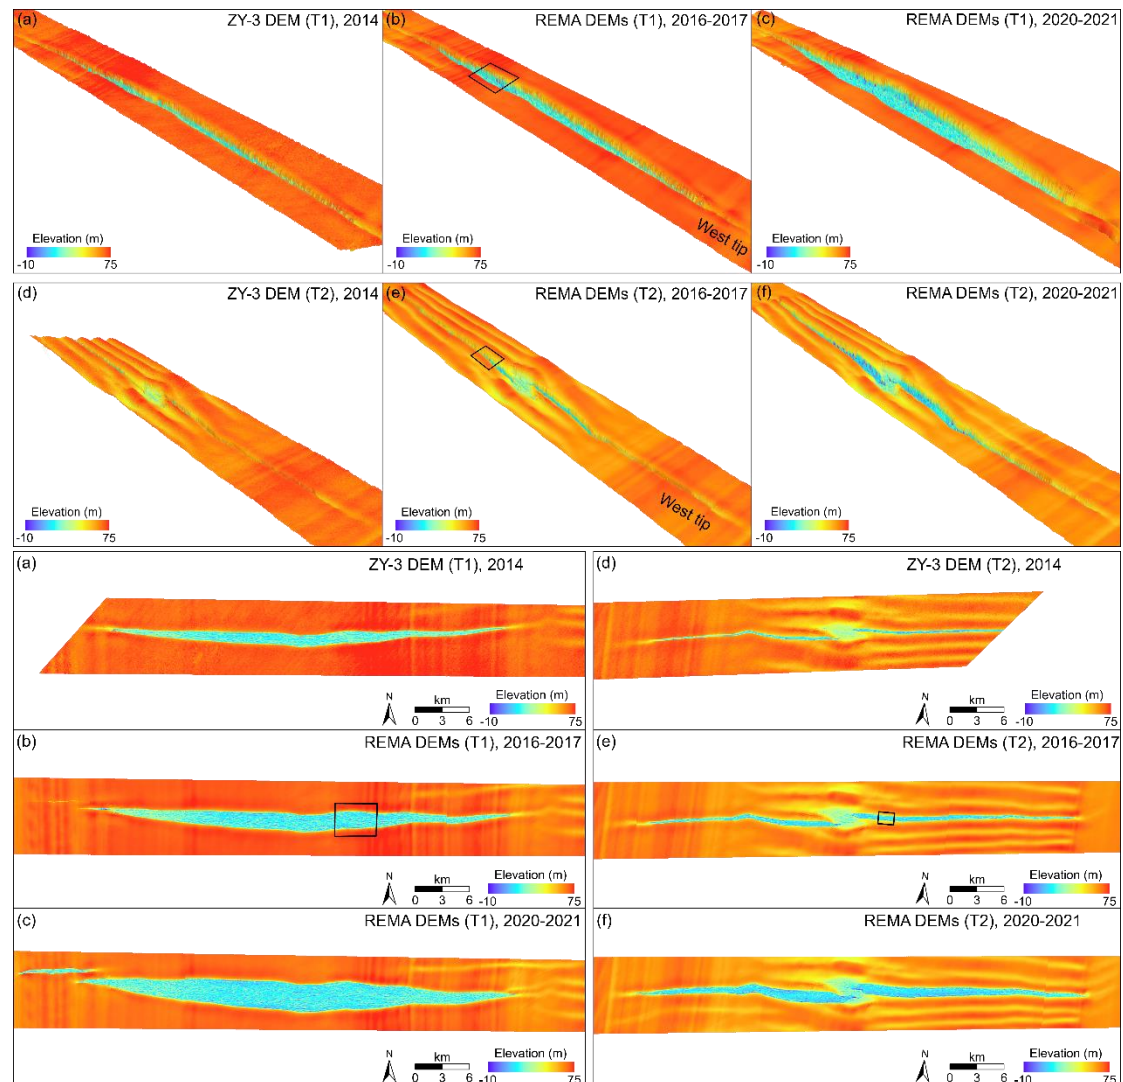 (a) ZY-3 DEM (T1), 2014
(b) REMA DEMs (T1), 2016-2017
(c) REMA DEMs (T1), 2020-2021
Elevation (m)
-10 75
Elevation (m)
-10 75
West tip
Elevation (m)
-10 75
(d) ZY-3 DEM (T2), 2014
(e) REMA DEMs (T2), 2016-2017
(f) REMA DEMs (T2), 2020-2021
Elevation (m)
-10 75
Elevation (m)
-10 75
West tip
Elevation (m)
-10 75
(a) ZY-3 DEM (T1), 2014
N km Elevation (m)
0 3 6 -10 75
(d) ZY-3 DEM (T2), 2014
N km Elevation (m)
0 3 6 -10 75
(b) REMA DEMs (T1), 2016-2017
N km Elevation (m)
0 3 6 -10 75
(e) REMA DEMs (T2), 2016-2017
N km Elevation (m)
0 3 6 -10 75
(c) REMA DEMs (T1), 2020-2021
N km Elevation (m)
0 3 6 -10 75
(f) REMA DEMs (T2), 2020-2021
N km Elevation (m)
0 3 6 -10 75